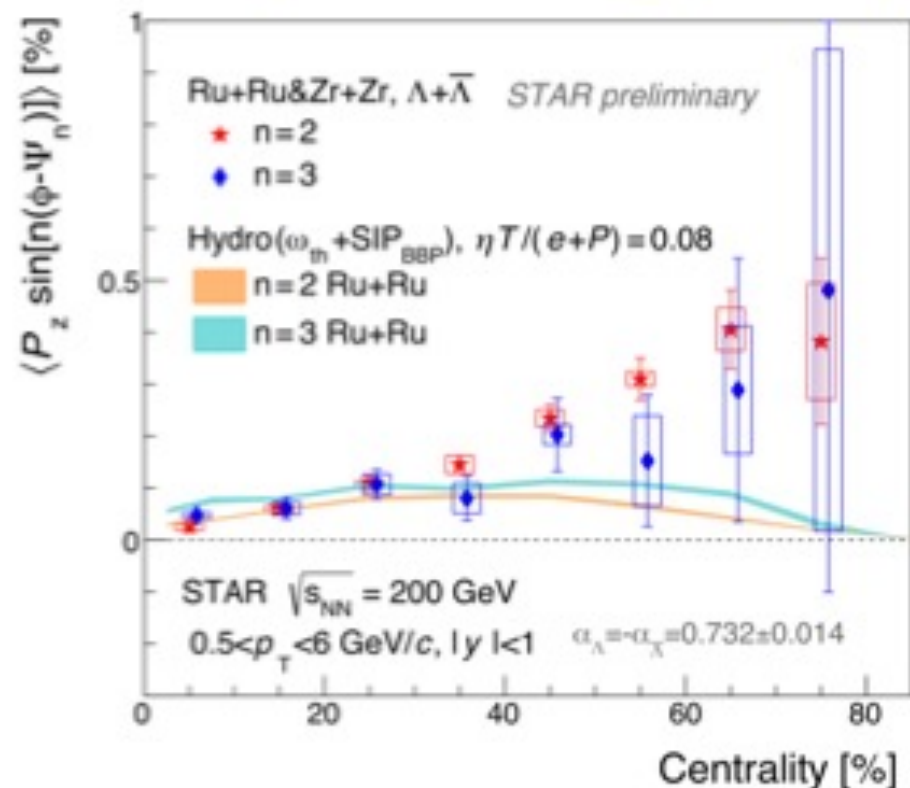 ⟨P_z sin[n(φ-Ψ_n)]⟩ [%]
1
0.5
0
Ru+Ru&Zr+Zr, Λ+Λ̅ STAR preliminary
n=2
n=3
Hydro(ω_th+SIP_BBP), ηT/(e+P)=0.08
n=2 Ru+Ru
n=3 Ru+Ru
STAR √s_NN = 200 GeV
0.5<p_T<6 GeV/c, |y|<1 α_Λ=-α_Λ̅=0.732±0.014
0 20 40 60 80
Centrality [%]